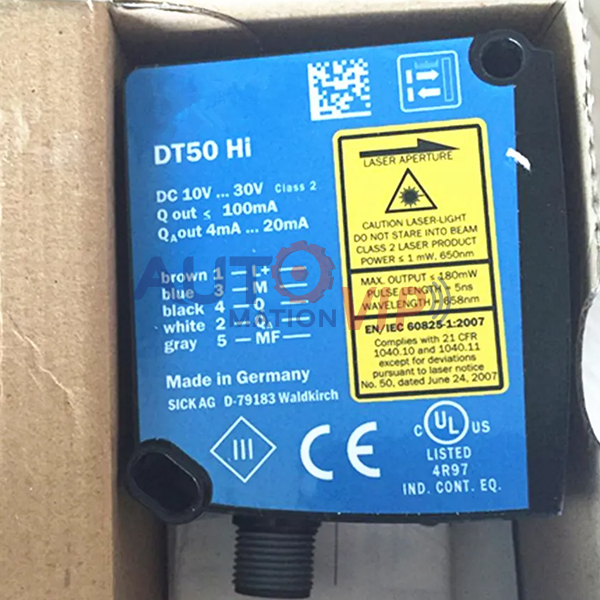 DT50 Hi
DC 10V ... 30V Class 2
Q out ≤ 100mA
QA out 4mA ... 20mA
brown 1 — L+ —
blue 3 — M —
black 4 — Q —
white 2 — QA —
gray 5 — MF —
Made in Germany
SICK AG D-79183 Waldkirch
III
CE
LASER APERTURE
CAUTION LASER-LIGHT
DO NOT STARE INTO BEAM
CLASS 2 LASER PRODUCT
POWER ≤ 1 mW, 650nm
MAX. OUTPUT ≤ 180mW
PULSE LENGTH = 5ns
WAVELENGTH = 658nm
EN/IEC 60825-1:2007
Complies with 21 CFR
1040.10 and 1040.11
except for deviations
pursuant to laser notice
No. 50, dated June 24, 2007
C UL US
LISTED
4R97
IND. CONT. EQ.
AUTOMATIONVIP